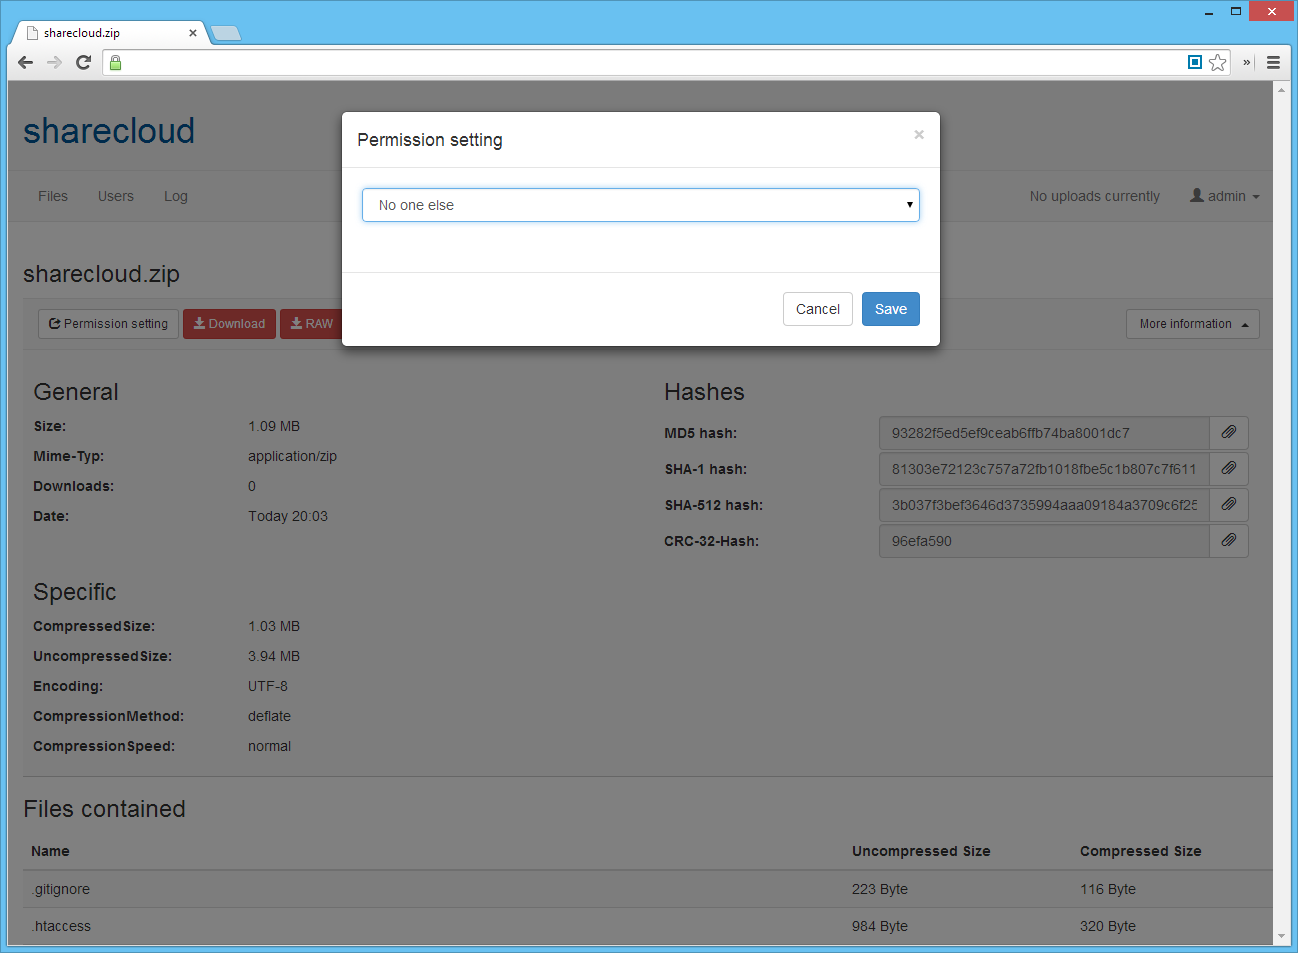 sharecloud.zip
sharecloud
Files Users Log
No uploads currently admin
Permission setting
No one else
Cancel Save
sharecloud.zip
Permission setting Download RAW
More information
General
Size: 1.09 MB
Mime-Typ: application/zip
Downloads: 0
Date: Today 20:03
Hashes
MD5 hash: 93282f5ed5ef9ceab6ffb74ba8001dc7
SHA-1 hash: 81303e72123c757a72fb1018fbe5c1b807c7f611
SHA-512 hash: 3b037f3bef3646d3735994aaa09184a3709c6f25
CRC-32-Hash: 96efa590
Specific
CompressedSize: 1.03 MB
UncompressedSize: 3.94 MB
Encoding: UTF-8
CompressionMethod: deflate
CompressionSpeed: normal
Files contained
Name Uncompressed Size Compressed Size
.gitignore 223 Byte 116 Byte
.htaccess 984 Byte 320 Byte